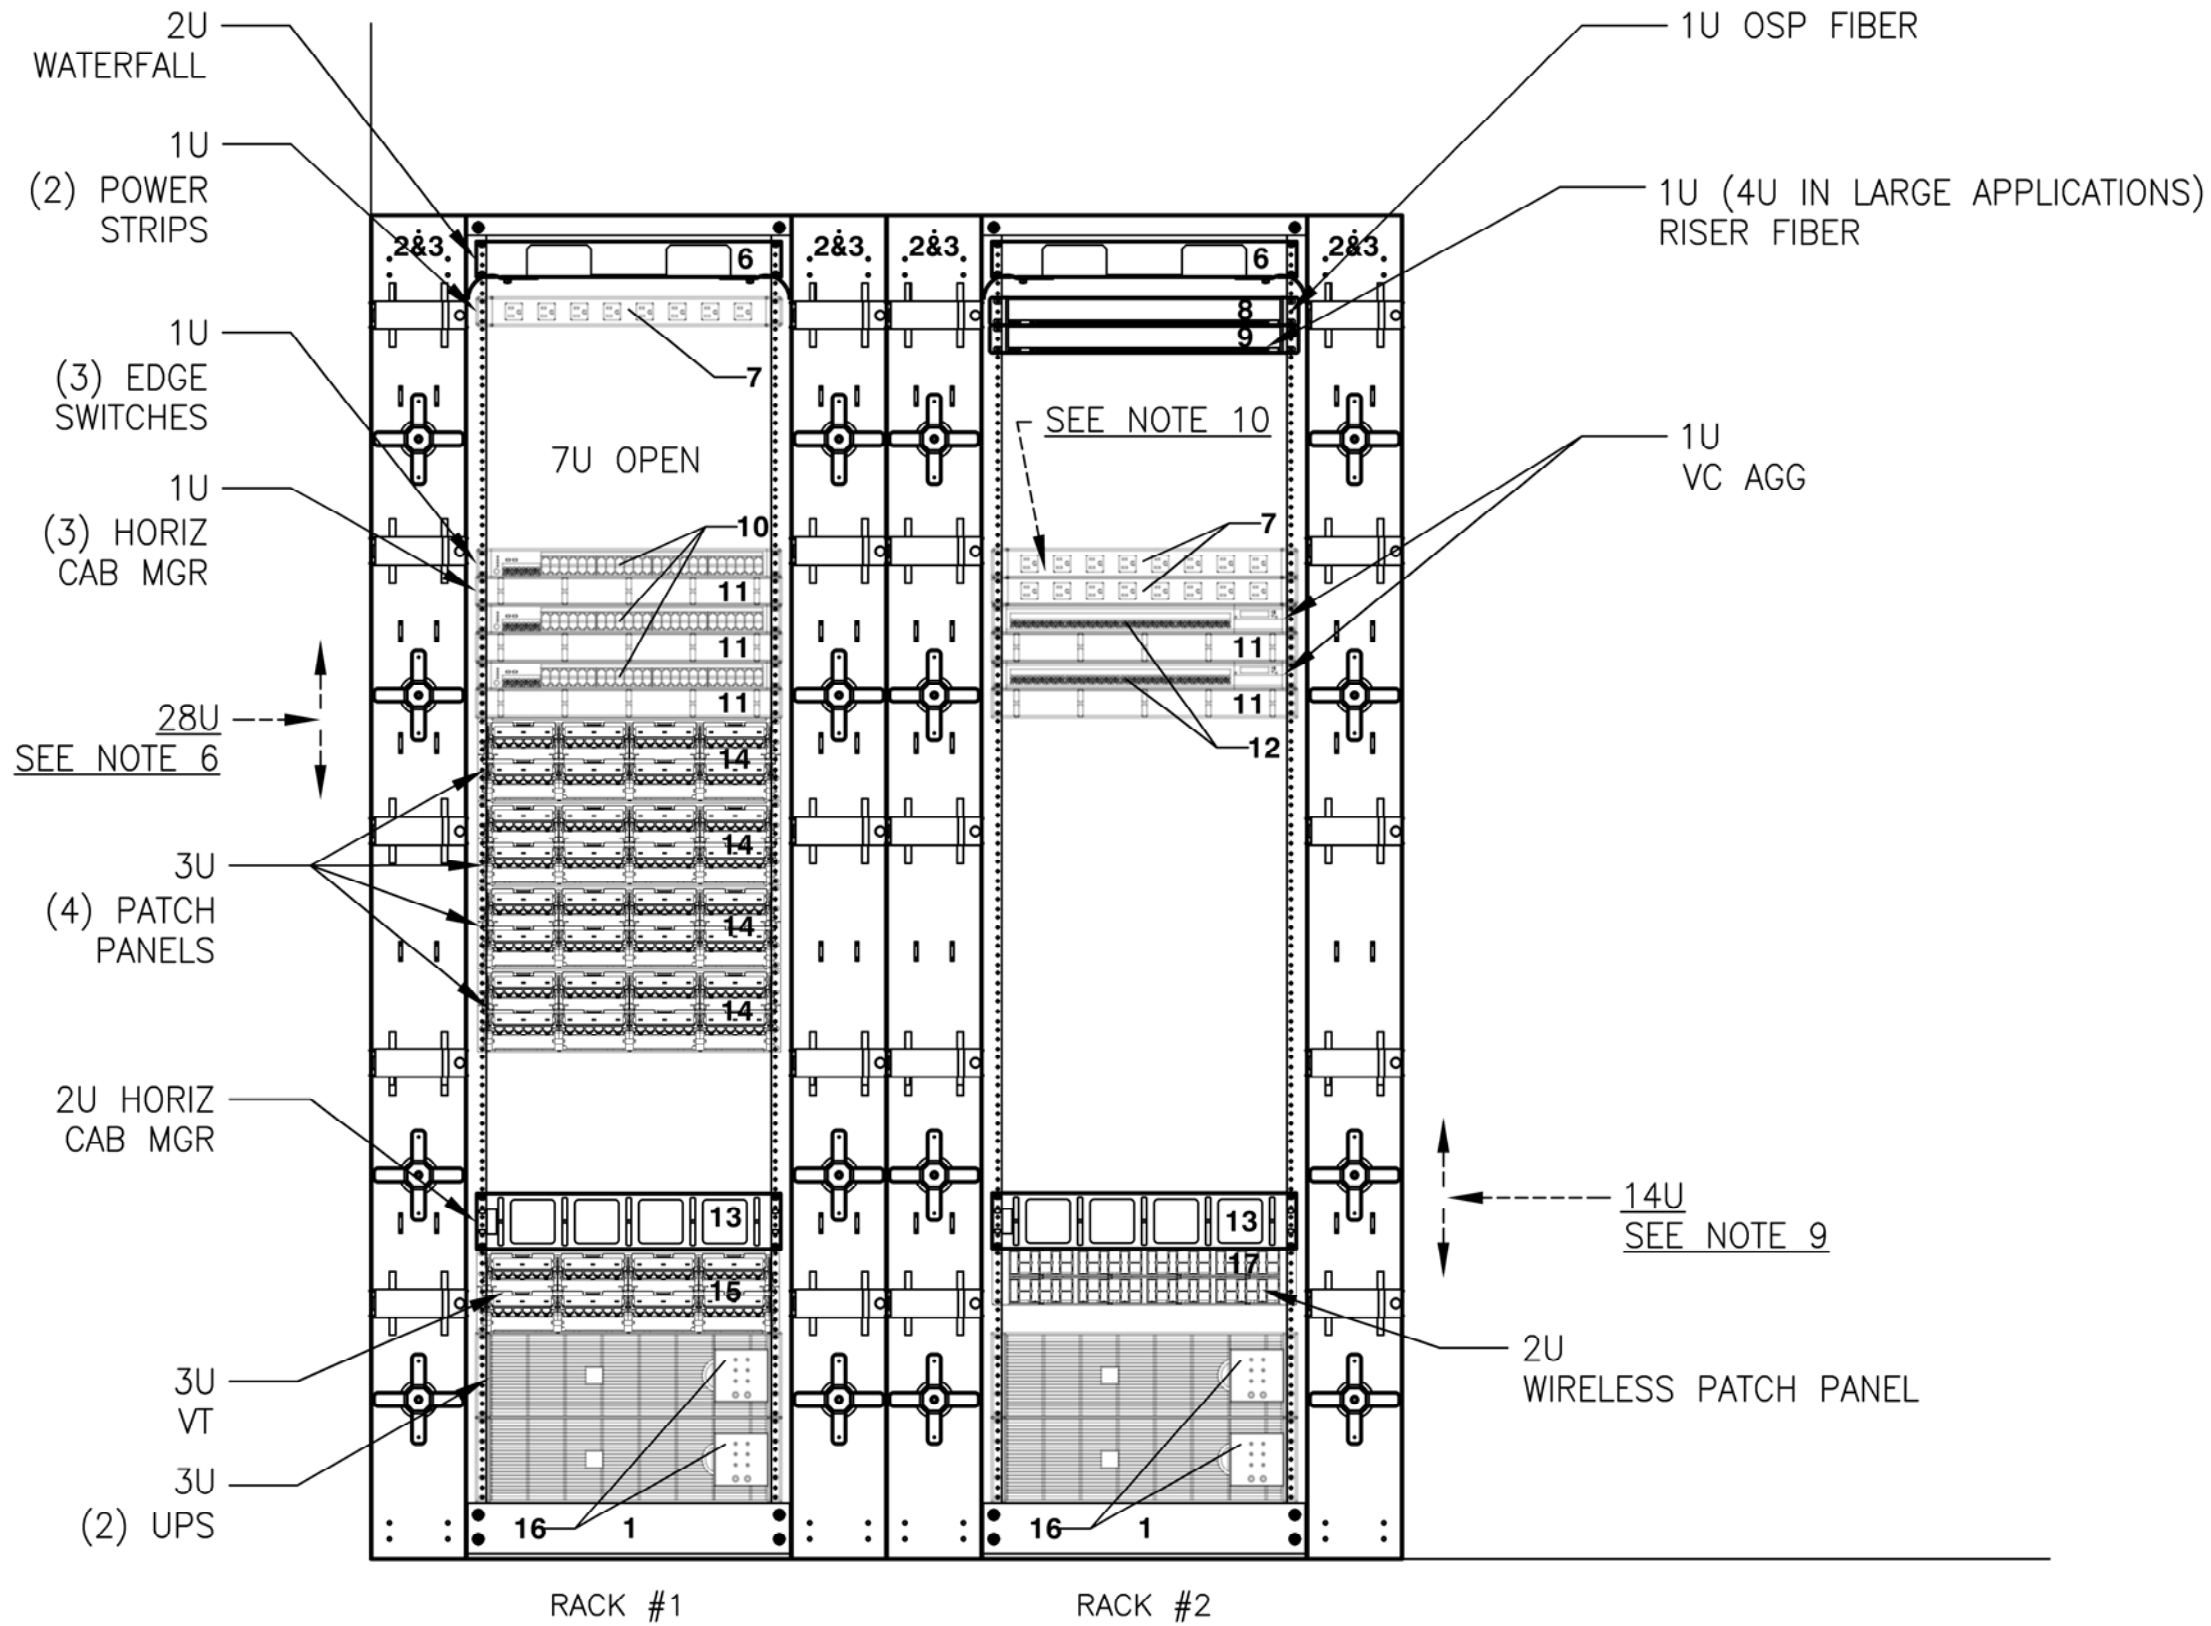 2U
WATERFALL
1U
(2) POWER
STRIPS
1U
(3) EDGE
SWITCHES
1U
(3) HORIZ
CAB MGR
28U
SEE NOTE 6
3U
(4) PATCH
PANELS
2U HORIZ
CAB MGR
3U
VT
3U
(2) UPS
2&3
6
7
7U OPEN
10
11
11
11
14
14
14
14
13
15
16
1
RACK #1
2&3
2&3
6
8
9
SEE NOTE 10
7
11
11
12
13
17
16
1
RACK #2
2&3
1U OSP FIBER
1U (4U IN LARGE APPLICATIONS)
RISER FIBER
1U
VC AGG
14U
SEE NOTE 9
2U
WIRELESS PATCH PANEL